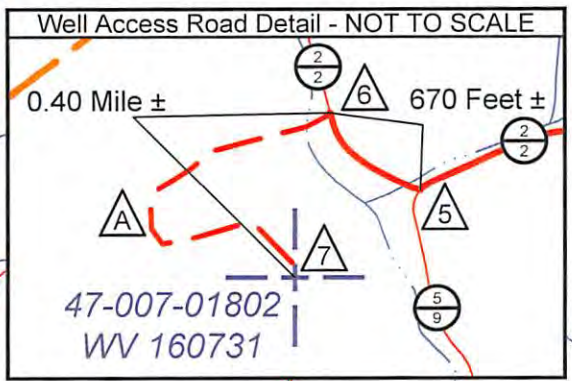 Well Access Road Detail - NOT TO SCALE
2
2
0.40 Mile ±
6
670 Feet ±
2
2
A
5
7
47-007-01802
WV 160731
5
9